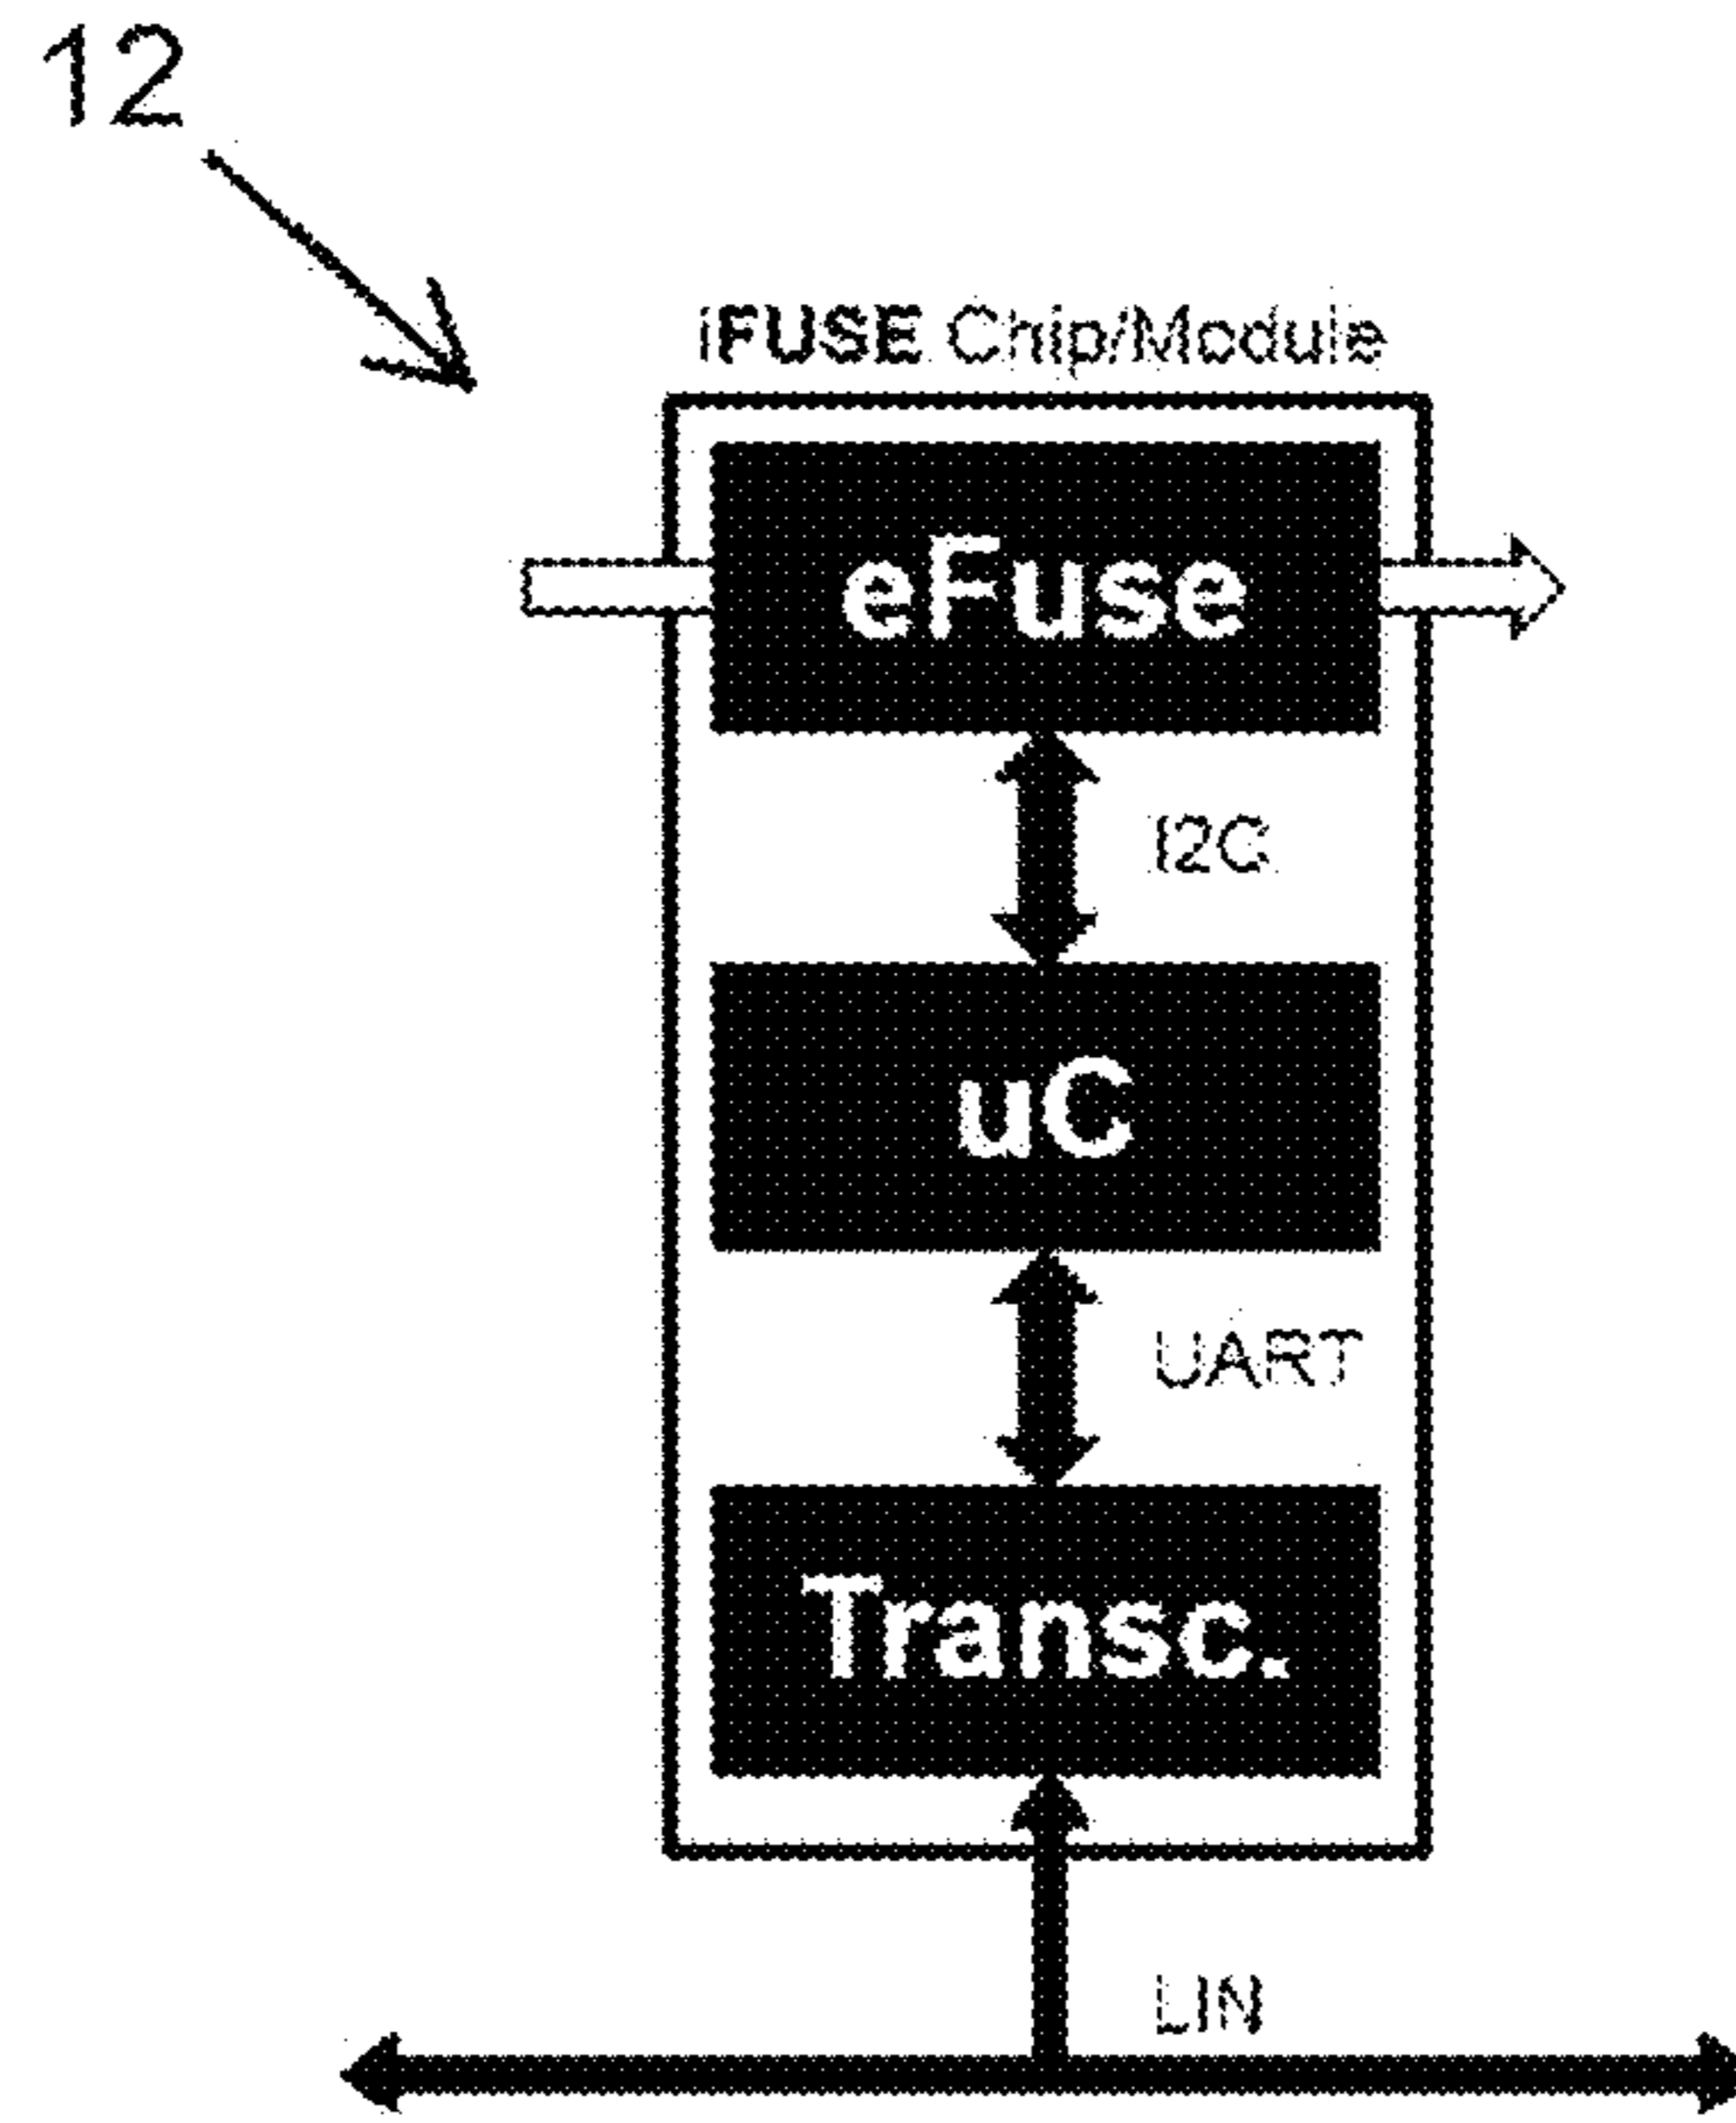 12
iFUSE Chip/Module
eFuse
I2C
uC
UART
Transc.
LIN